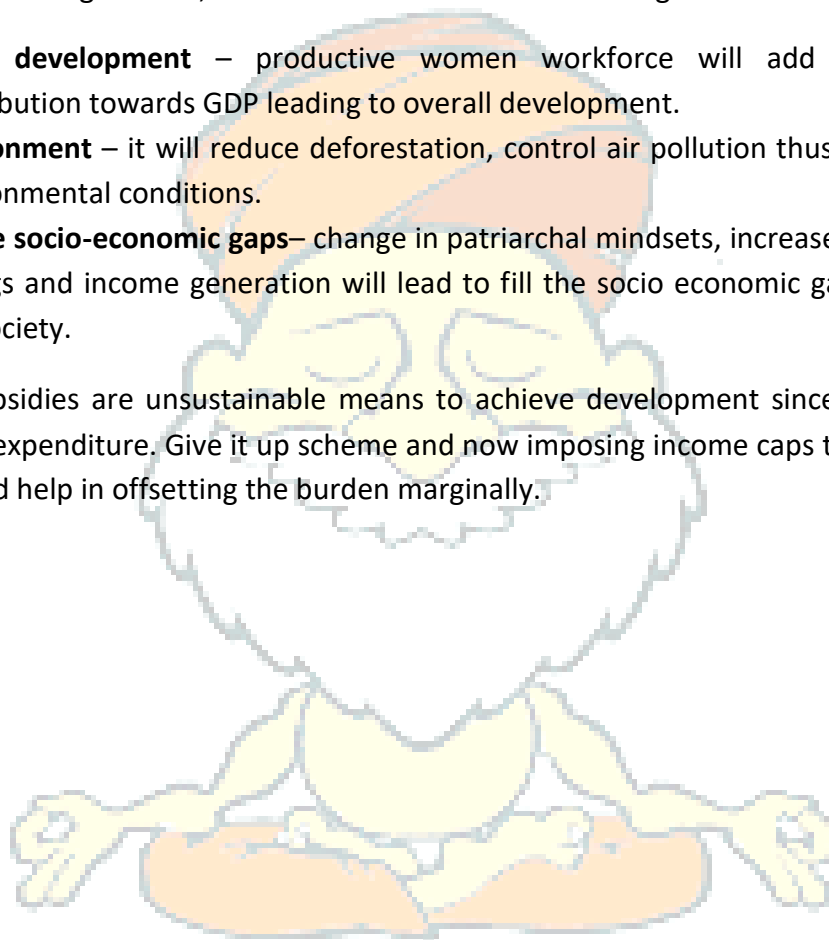 development – productive women workforce will add
bution towards GDP leading to overall development.
onment – it will reduce deforestation, control air pollution thus
onmental conditions.
e socio-economic gaps– change in patriarchal mindsets, increase
gs and income generation will lead to fill the socio economic ga
ociety.
osidies are unsustainable means to achieve development since
expenditure. Give it up scheme and now imposing income caps t
d help in offsetting the burden marginally.